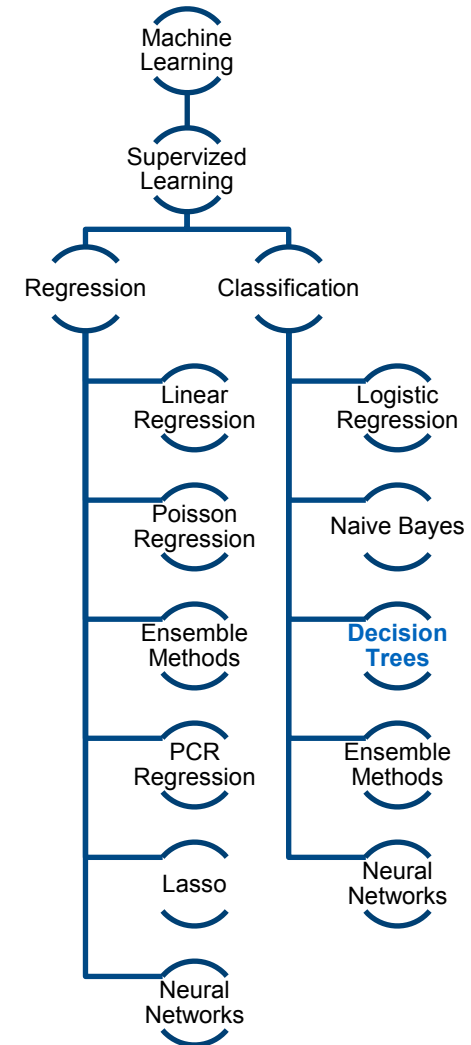 Machine
Learning
Supervized
Learning
Regression
Classification
Linear
Regression
Poisson
Regression
Ensemble
Methods
PCR
Regression
Lasso
Neural
Networks
Logistic
Regression
Naive Bayes
Decision
Trees
Ensemble
Methods
Neural
Networks